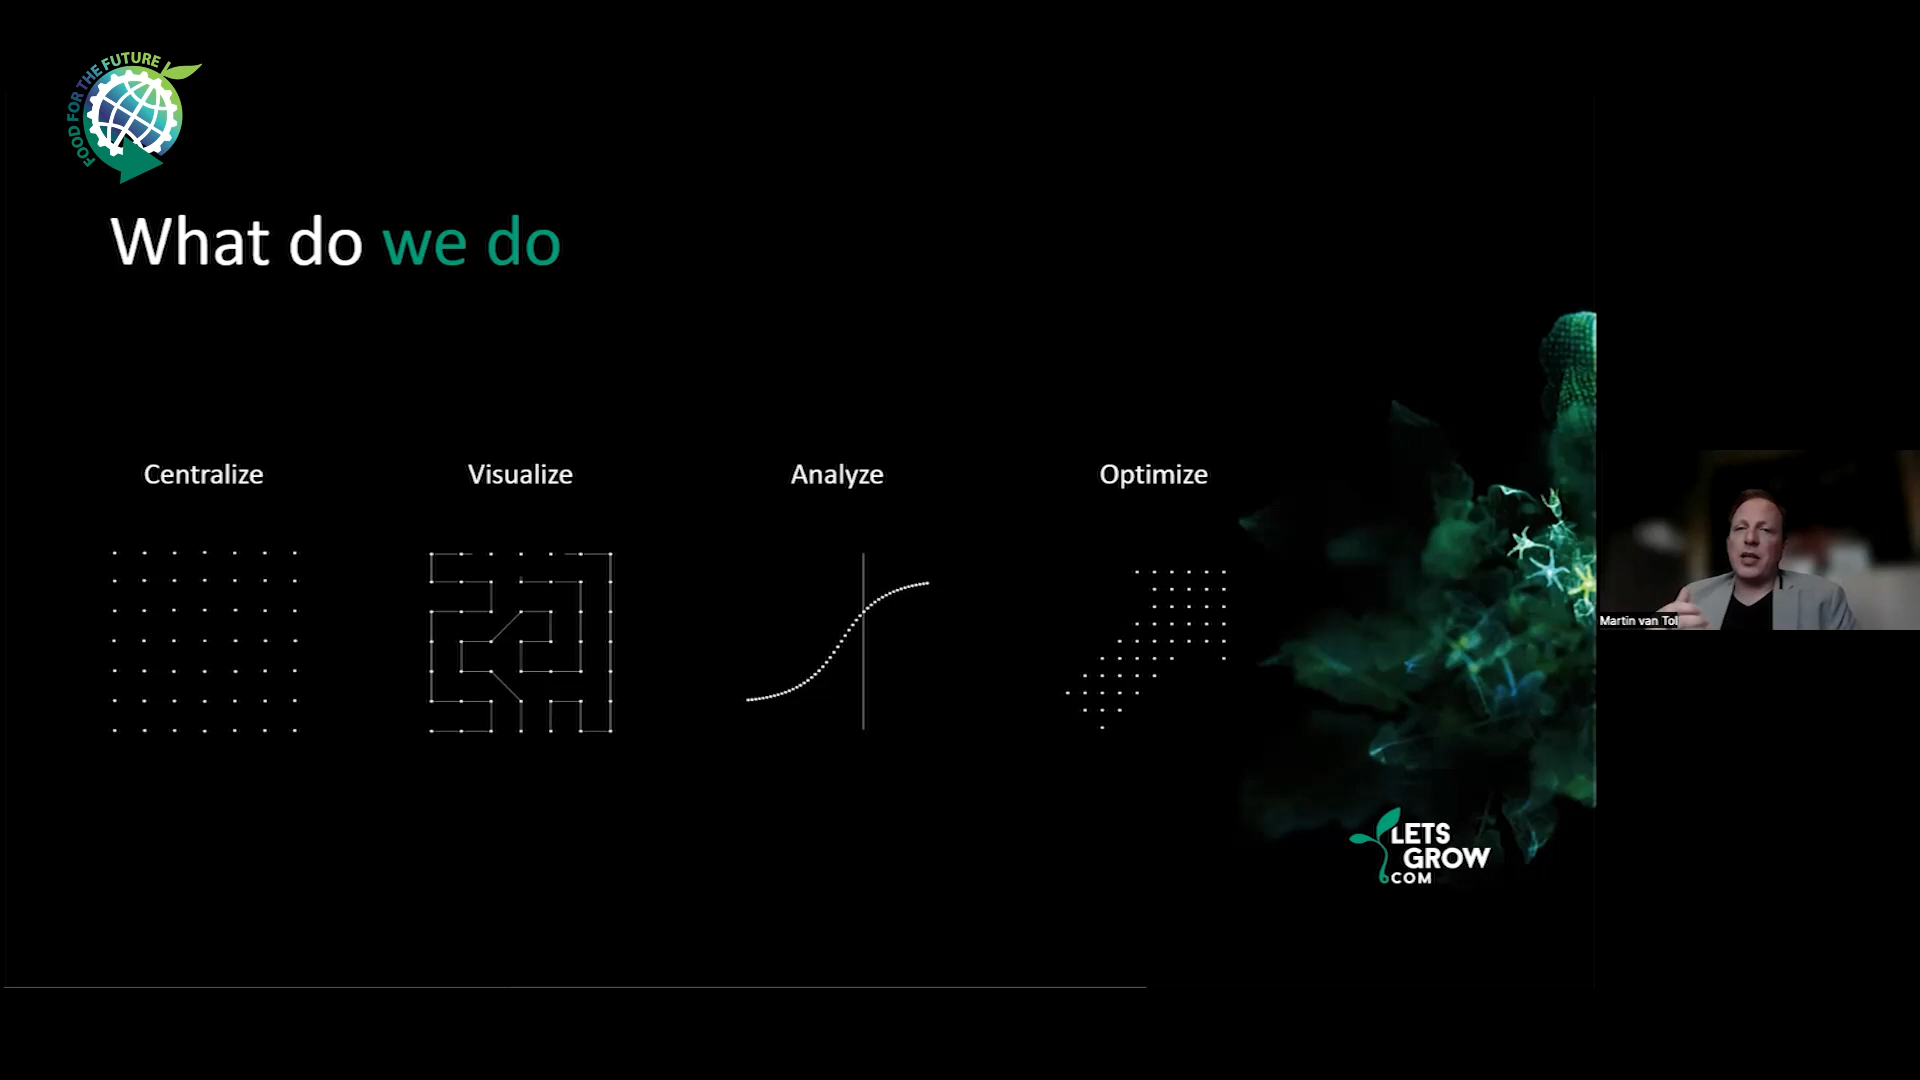 FOOD FOR THE FUTURE
What do we do
Centralize
Visualize
Analyze
Optimize
Martin van Tol
LETS
GROW
.COM